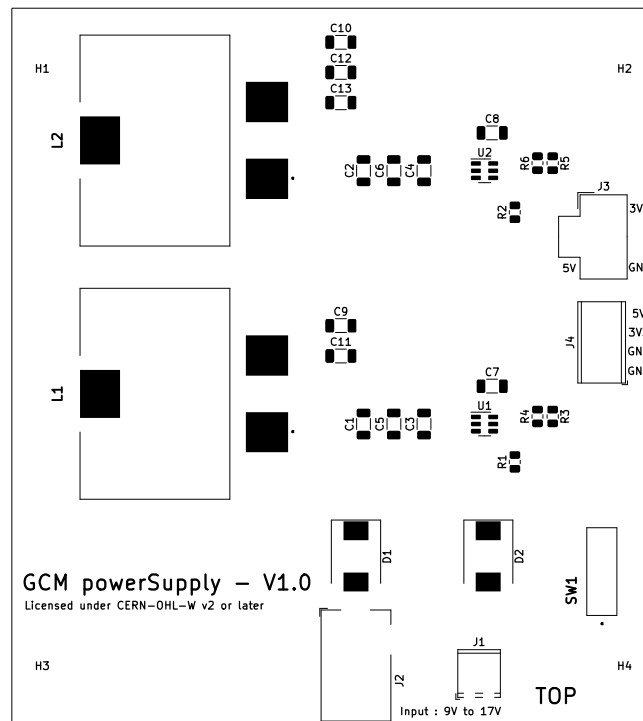 C10
H1
C12
H2
C13
L2
C8
U2
C2
C6
C4
R6
R5
J3
R2
3V
5V
GN
C9
5V
3V3
C11
J4
GN
GN
C7
L1
U1
C1
C5
C3
R4
R3
R1
D1
D2
GCM powerSupply - V1.0
Licensed under CERN-OHL-W v2 or later
SW1
J1
H3
J2
H4
TOP
Input : 9V to 17V